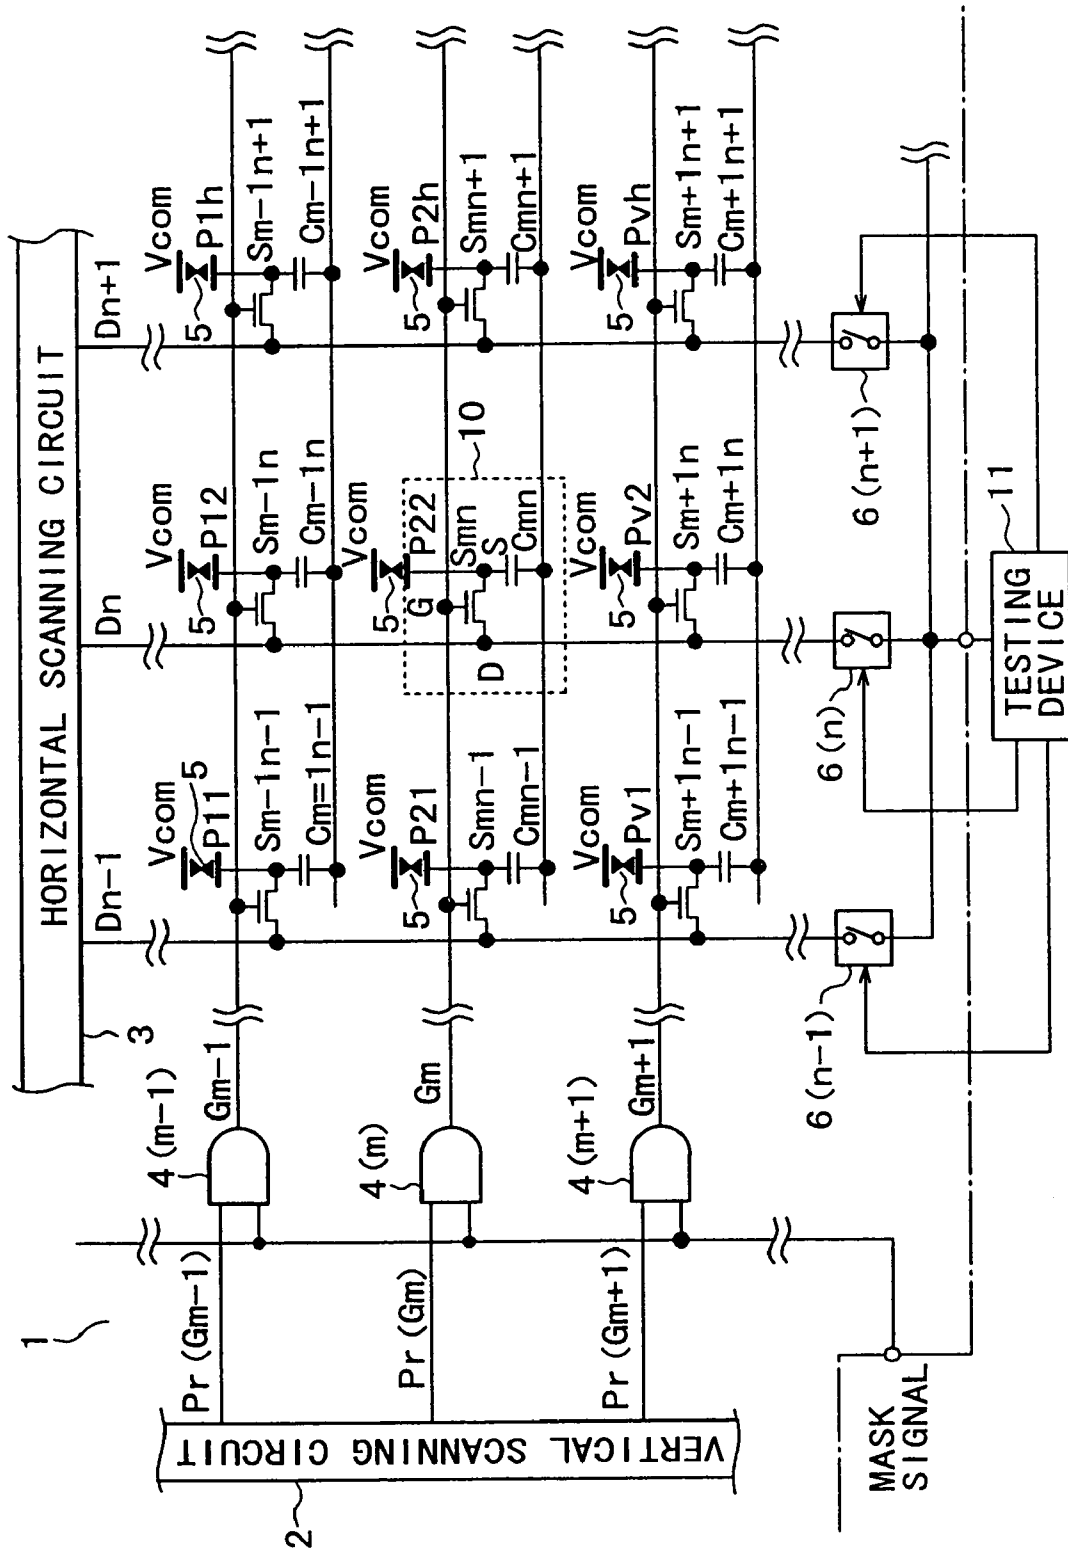 HORIZONTAL SCANNING CIRCUIT
3
1
Dn-1
Dn
Dn+1
4(m-1)
Gm-1
Pr(Gm-1)
Vcom
P11
5
Sm-1n-1
Cm=1n-1
Vcom
P12
5
Sm-1n
Cm-1n
Vcom
P1h
5
Sm-1n+1
Cm-1n+1
4(m)
Gm
Pr(Gm)
Vcom
P21
5
Smn-1
Cmn-1
Vcom
P22
5
G
Smn
S
D
Cmn
10
Vcom
P2h
5
Smn+1
Cmn+1
4(m+1)
Gm+1
Pr(Gm+1)
Vcom
Pv1
5
Sm+1n-1
Cm+1n-1
Vcom
Pv2
5
Sm+1n
Cm+1n
Vcom
Pvh
5
Sm+1n+1
Cm+1n+1
VERTICAL SCANNING CIRCUIT
2
6(n-1)
6(n)
6(n+1)
MASK
SIGNAL
TESTING
DEVICE
11